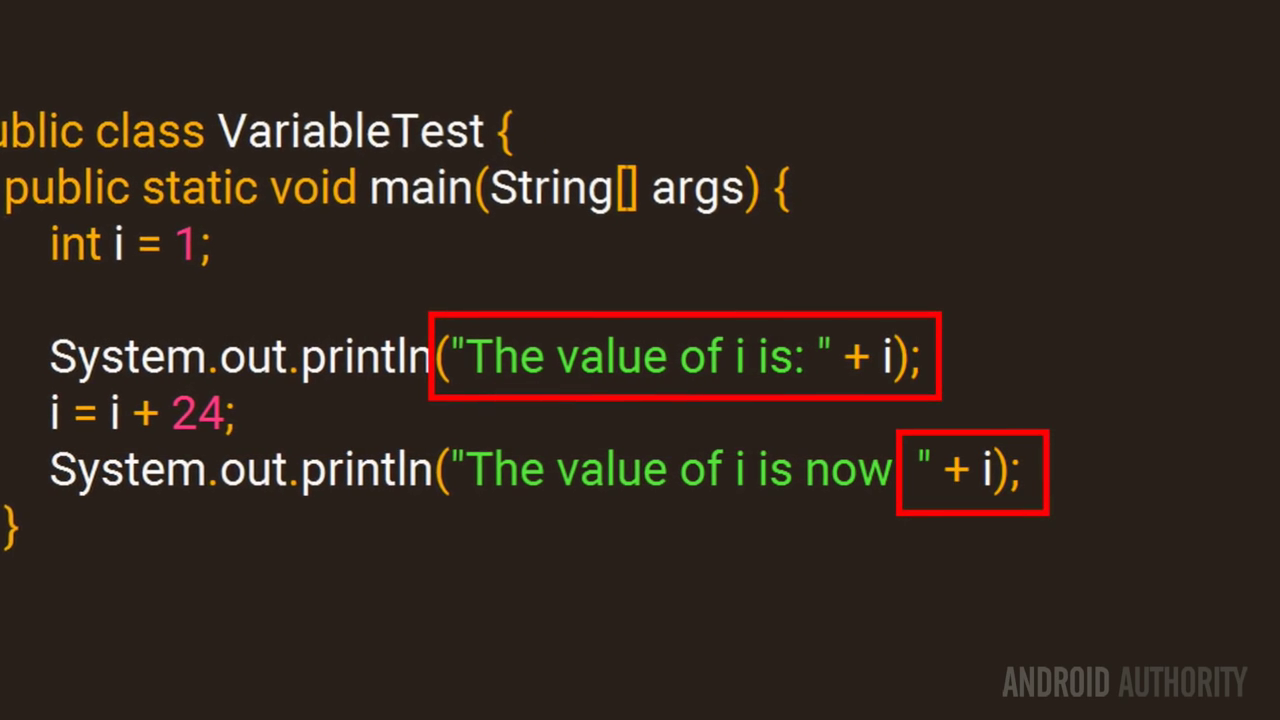 ublic class VariableTest {
public static void main(String[] args) {
int i = 1;
System.out.println("The value of i is: " + i);
i = i + 24;
System.out.println("The value of i is now " + i);
}
ANDROID AUTHORITY